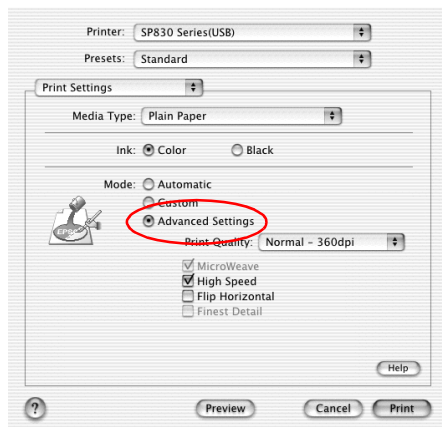 Printer: SP830 Series(USB)
Presets: Standard
Print Settings
Media Type: Plain Paper
Ink: Color Black
Mode: Automatic
Custom
Advanced Settings
EPSON
Print Quality: Normal – 360dpi
MicroWeave
High Speed
Flip Horizontal
Finest Detail
Help
? Preview Cancel Print